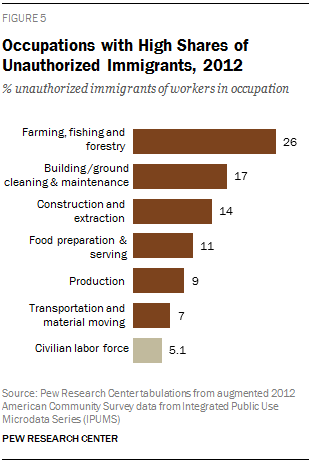 FIGURE 5
Occupations with High Shares of
Unauthorized Immigrants, 2012
% unauthorized immigrants of workers in occupation
Farming, fishing and
forestry
26
Building/ground
cleaning & maintenance
17
Construction and
extraction
14
Food preparation &
serving
11
Production
9
Transportation and
material moving
7
Civilian labor force
5.1
Source: Pew Research Center tabulations from augmented 2012
American Community Survey data from Integrated Public Use
Microdata Series (IPUMS)
PEW RESEARCH CENTER